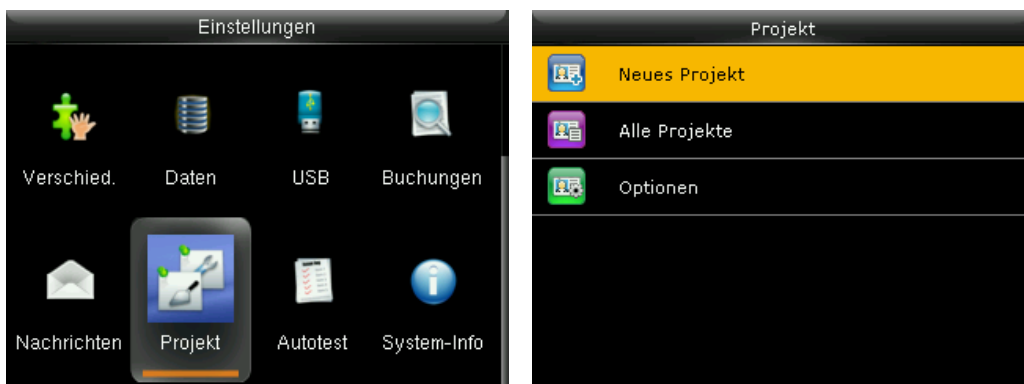 Einstellungen
Verschied. Daten USB Buchungen
Nachrichten Projekt Autotest System-Info
Projekt
Neues Projekt
Alle Projekte
Optionen